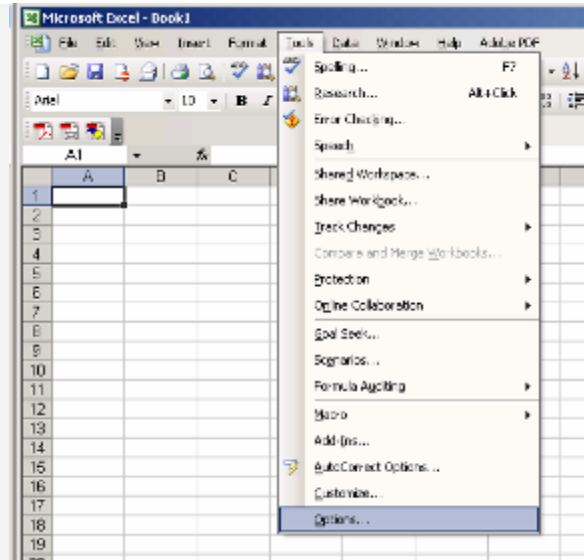 Microsoft Excel - Book1
File Edit View Insert Format Tools Data Window Help Adobe PDF
Arial 10 B I
A1 fx
A B C
1
2
3
4
5
6
7
8
9
10
11
12
13
14
15
16
17
18
19
Spelling... F7
Research... Alt+Click
Error Checking...
Speech
Shared Workspace...
Share Workbook...
Track Changes
Compare and Merge Workbooks...
Protection
Online Collaboration
Goal Seek...
Scenarios...
Formula Auditing
Macro
Add-Ins...
AutoCorrect Options...
Customize...
Options...